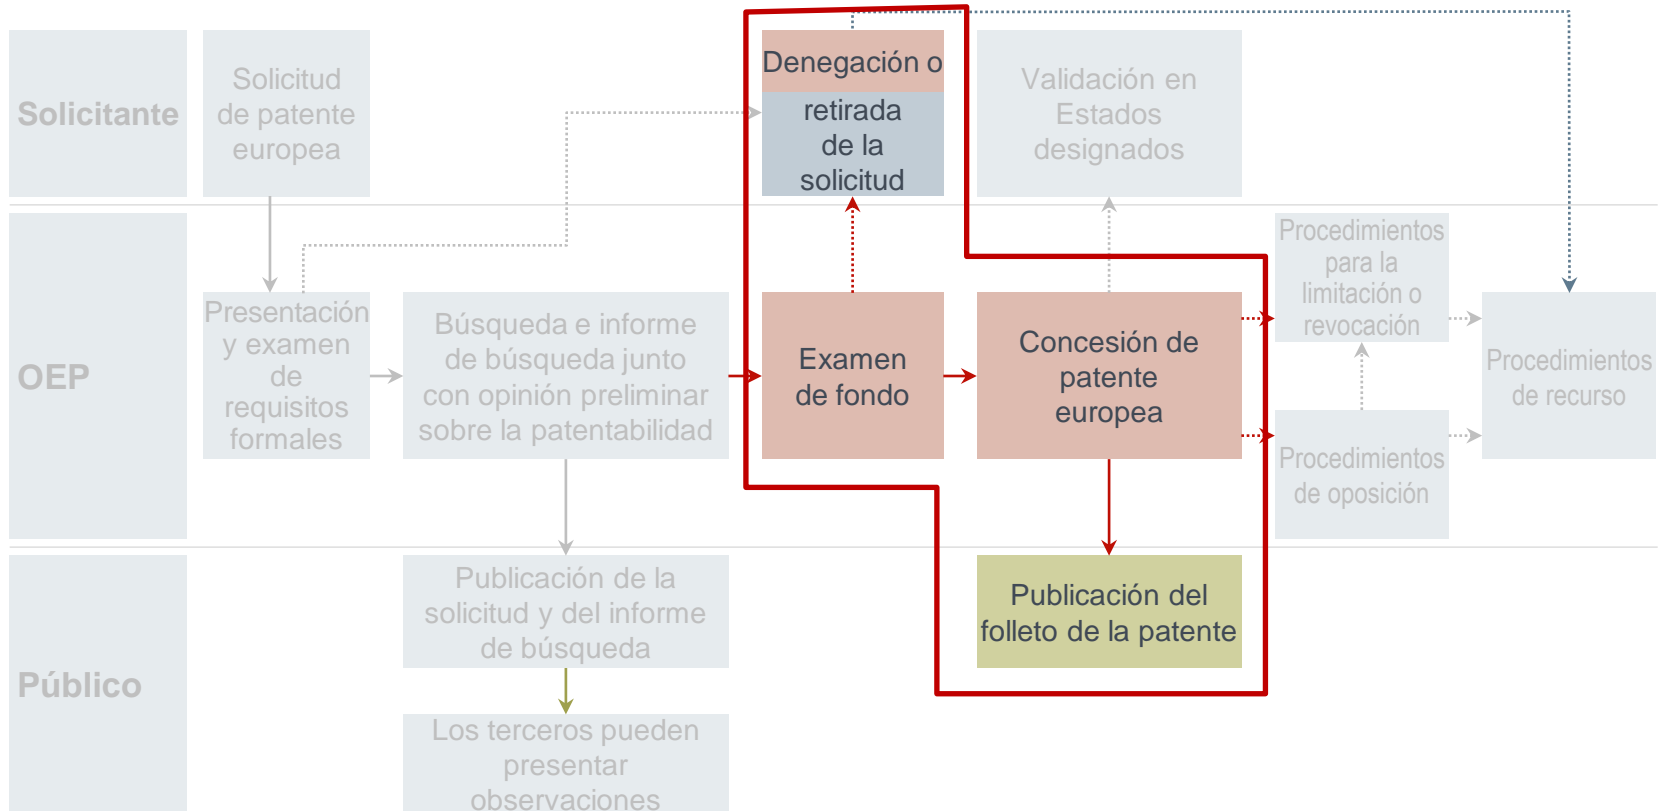 Solicitante
Solicitud
de patente
europea
Denegación o
retirada
de la
solicitud
Validación en
Estados
designados
OEP
Presentación
y examen
de
requisitos
formales
Búsqueda e informe
de búsqueda junto
con opinión preliminar
sobre la patentabilidad
Examen
de fondo
Concesión de
patente
europea
Procedimientos
para la
limitación o
revocación
Procedimientos
de oposición
Procedimientos
de recurso
Público
Publicación de la
solicitud y del informe
de búsqueda
Los terceros pueden
presentar
observaciones
Publicación del
folleto de la patente